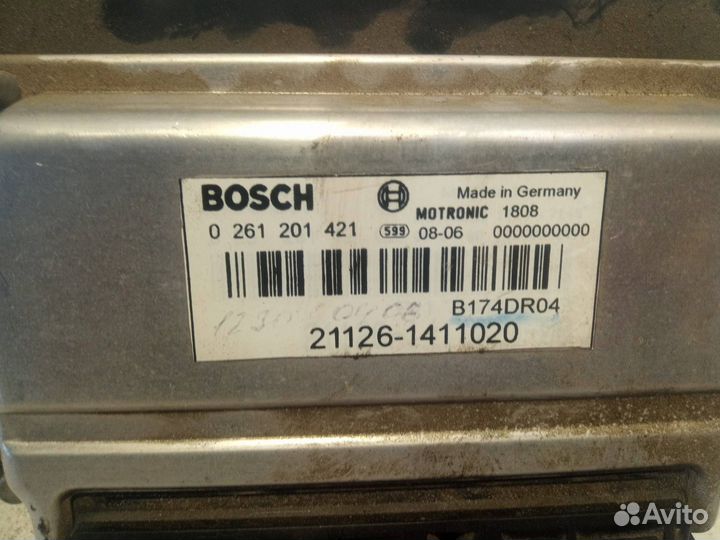 BOSCH Made in Germany
MOTRONIC 1808
0 261 201 421 599 08-06 0000000000
B174DR04
21126-1411020
Avito